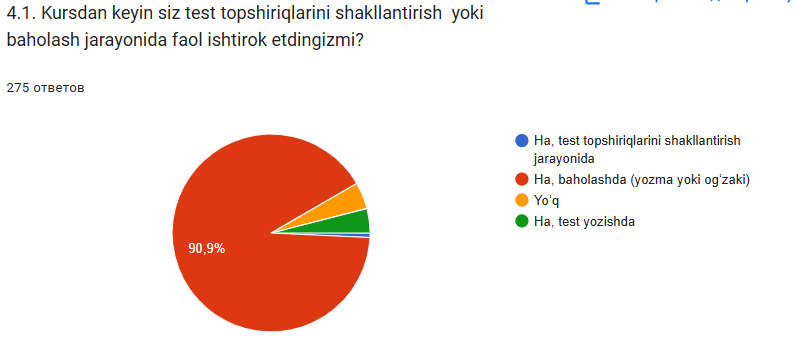 4.1. Kursdan keyin siz test topshiriqlarini shakllantirish yoki
baholash jarayonida faol ishtirok etdingizmi?
275 ответов
Ha, test topshiriqlarini shakllantirish
jarayonida
Ha, baholashda (yozma yoki og‘zaki)
Yo‘q
Ha, test yozishda
90,9%